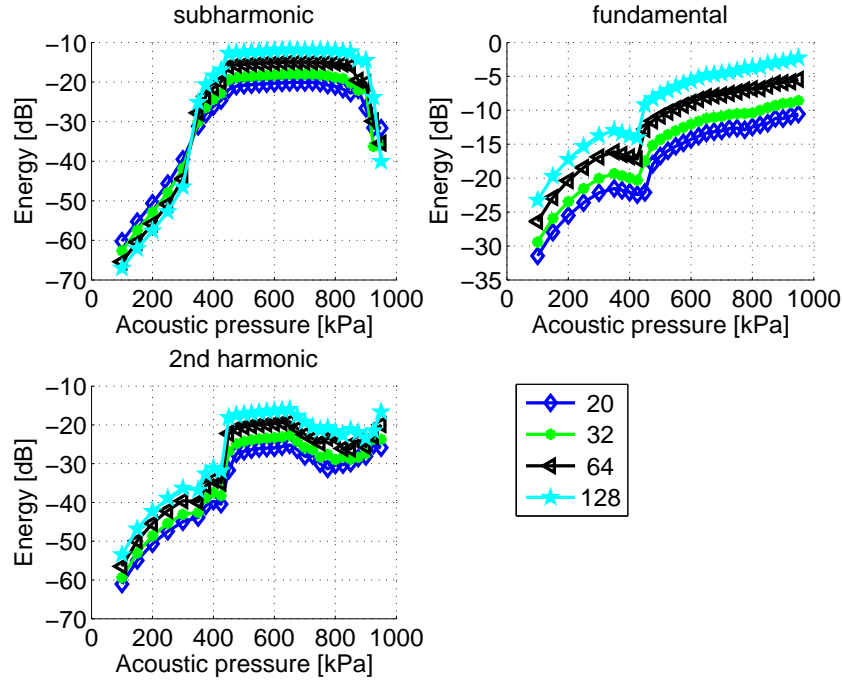 subharmonic
−10
−20
−30
−40
−50
−60
−70
0 200 400 600 800 1000
Energy [dB]
Acoustic pressure [kPa]
fundamental
0
−5
−10
−15
−20
−25
−30
−35
0 200 400 600 800 1000
Energy [dB]
Acoustic pressure [kPa]
2nd harmonic
−10
−20
−30
−40
−50
−60
−70
0 200 400 600 800 1000
Energy [dB]
Acoustic pressure [kPa]
20
32
64
128